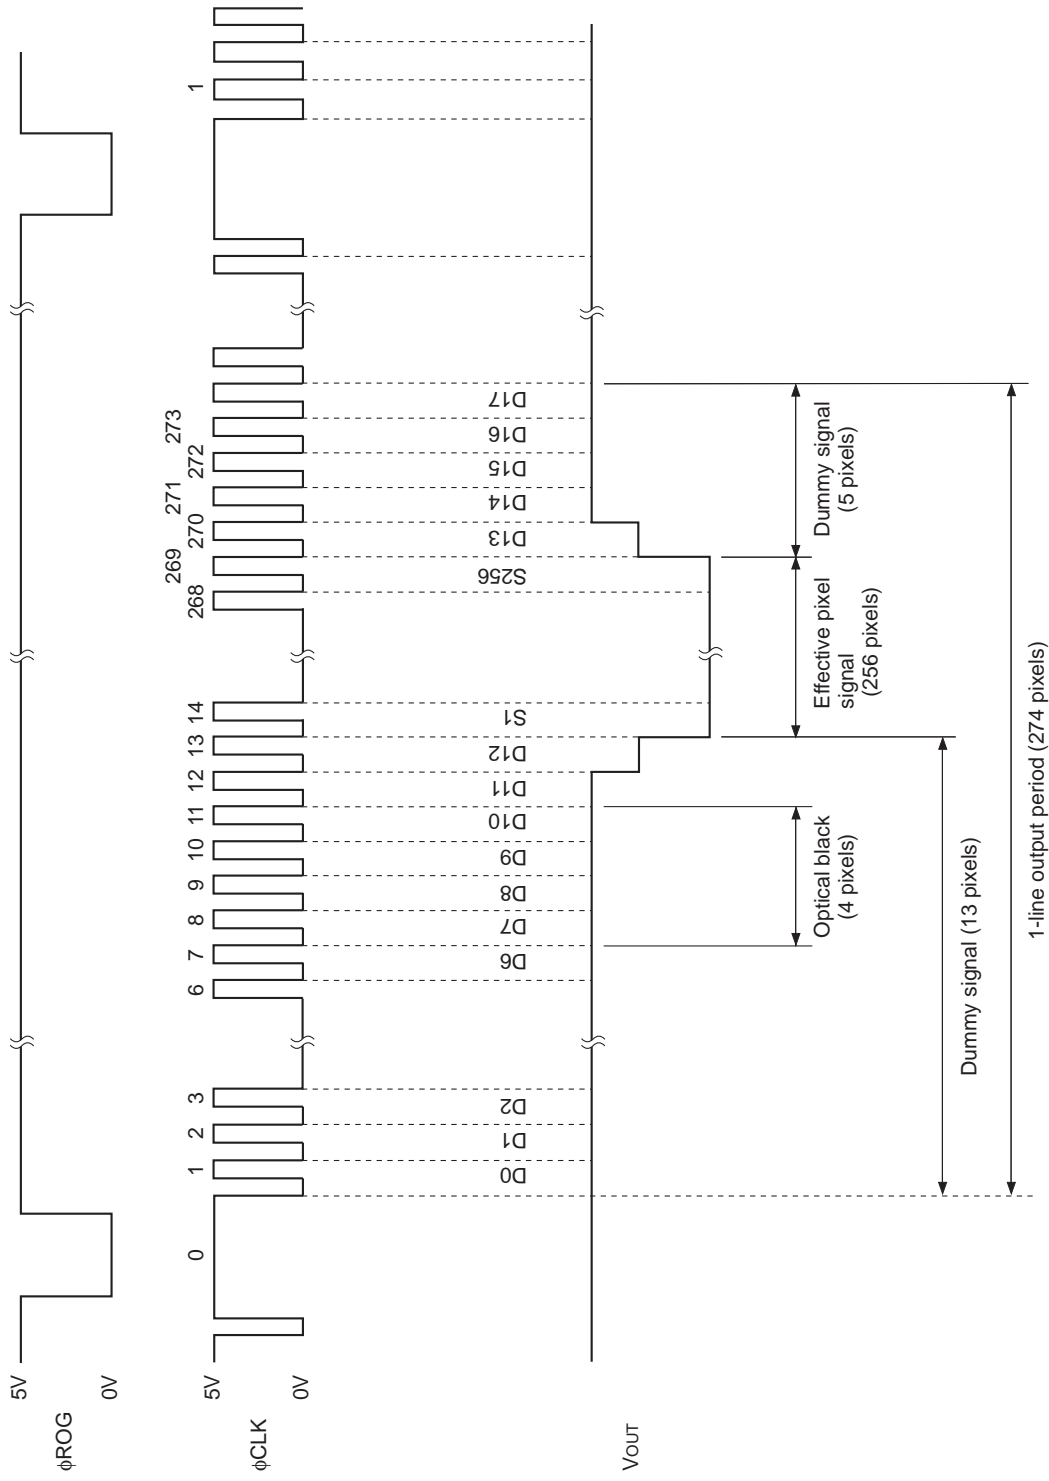 φROG
5V
0V
φCLK
5V
0V
0
1
2
3
6
7
8
9
10
11
12
13
14
268
269
270
271
272
273
1
VOUT
D0
D1
D2
D6
D7
D8
D9
D10
D11
D12
S1
S256
D13
D14
D15
D16
D17
Optical black
(4 pixels)
Effective pixel
signal
(256 pixels)
Dummy signal
(5 pixels)
Dummy signal (13 pixels)
1-line output period (274 pixels)